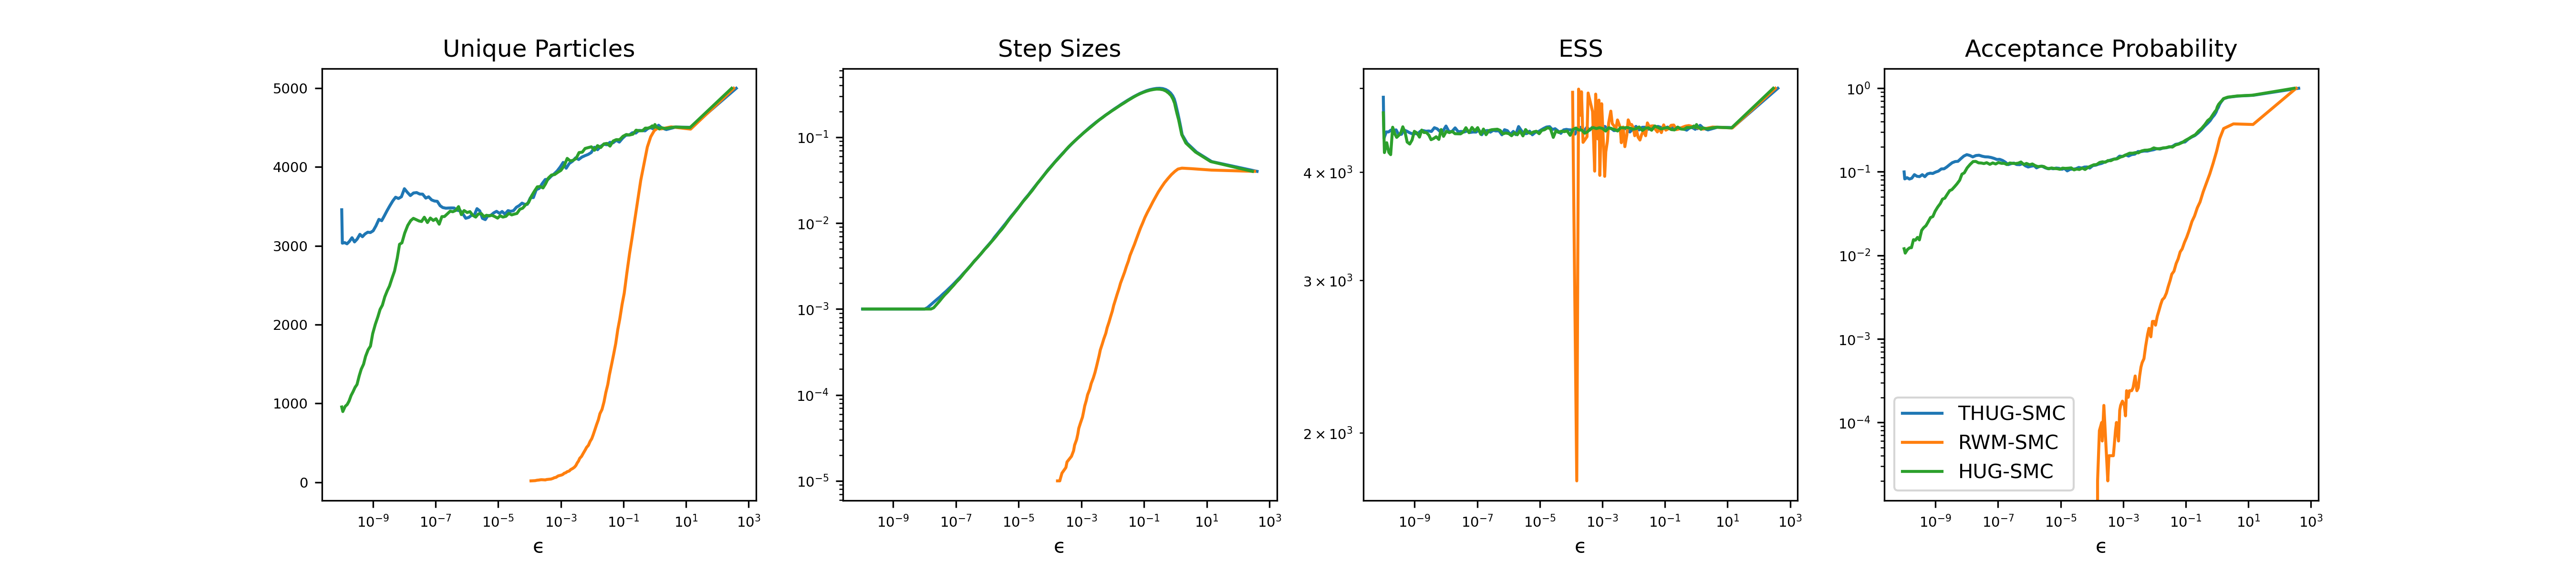 Unique Particles
5000
4000
3000
2000
1000
0
10⁻⁹ 10⁻⁷ 10⁻⁵ 10⁻³ 10⁻¹ 10¹ 10³
ϵ
Step Sizes
10⁻¹
10⁻²
10⁻³
10⁻⁴
10⁻⁵
10⁻⁹ 10⁻⁷ 10⁻⁵ 10⁻³ 10⁻¹ 10¹ 10³
ϵ
ESS
4 × 10³
3 × 10³
2 × 10³
10⁻⁹ 10⁻⁷ 10⁻⁵ 10⁻³ 10⁻¹ 10¹ 10³
ϵ
Acceptance Probability
10⁰
10⁻¹
10⁻²
10⁻³
10⁻⁴
THUG-SMC
RWM-SMC
HUG-SMC
10⁻⁹ 10⁻⁷ 10⁻⁵ 10⁻³ 10⁻¹ 10¹ 10³
ϵ